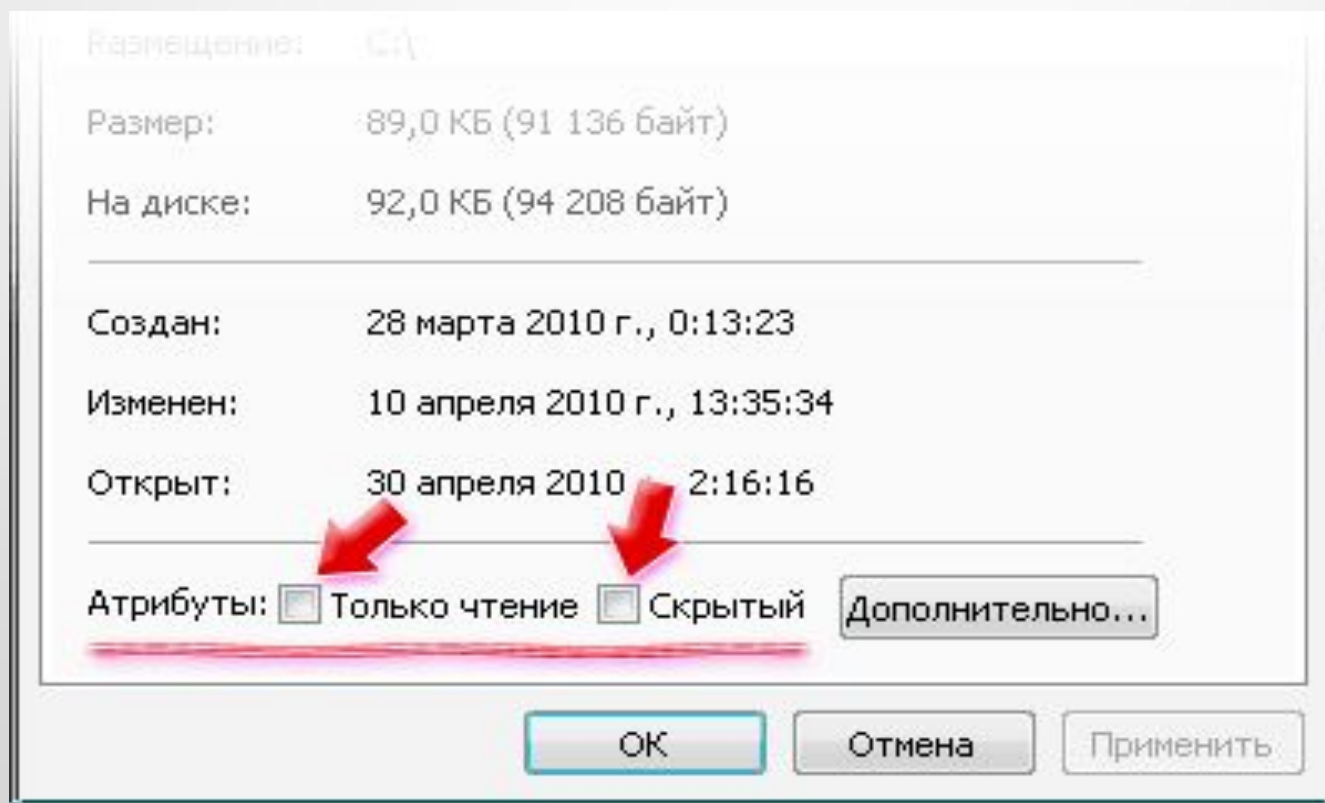 Размещение: C:\
Размер: 89,0 КБ (91 136 байт)
На диске: 92,0 КБ (94 208 байт)
Создан: 28 марта 2010 г., 0:13:23
Изменен: 10 апреля 2010 г., 13:35:34
Открыт: 30 апреля 2010 2:16:16
Атрибуты: Только чтение Скрытый Дополнительно...
ОК Отмена Применить